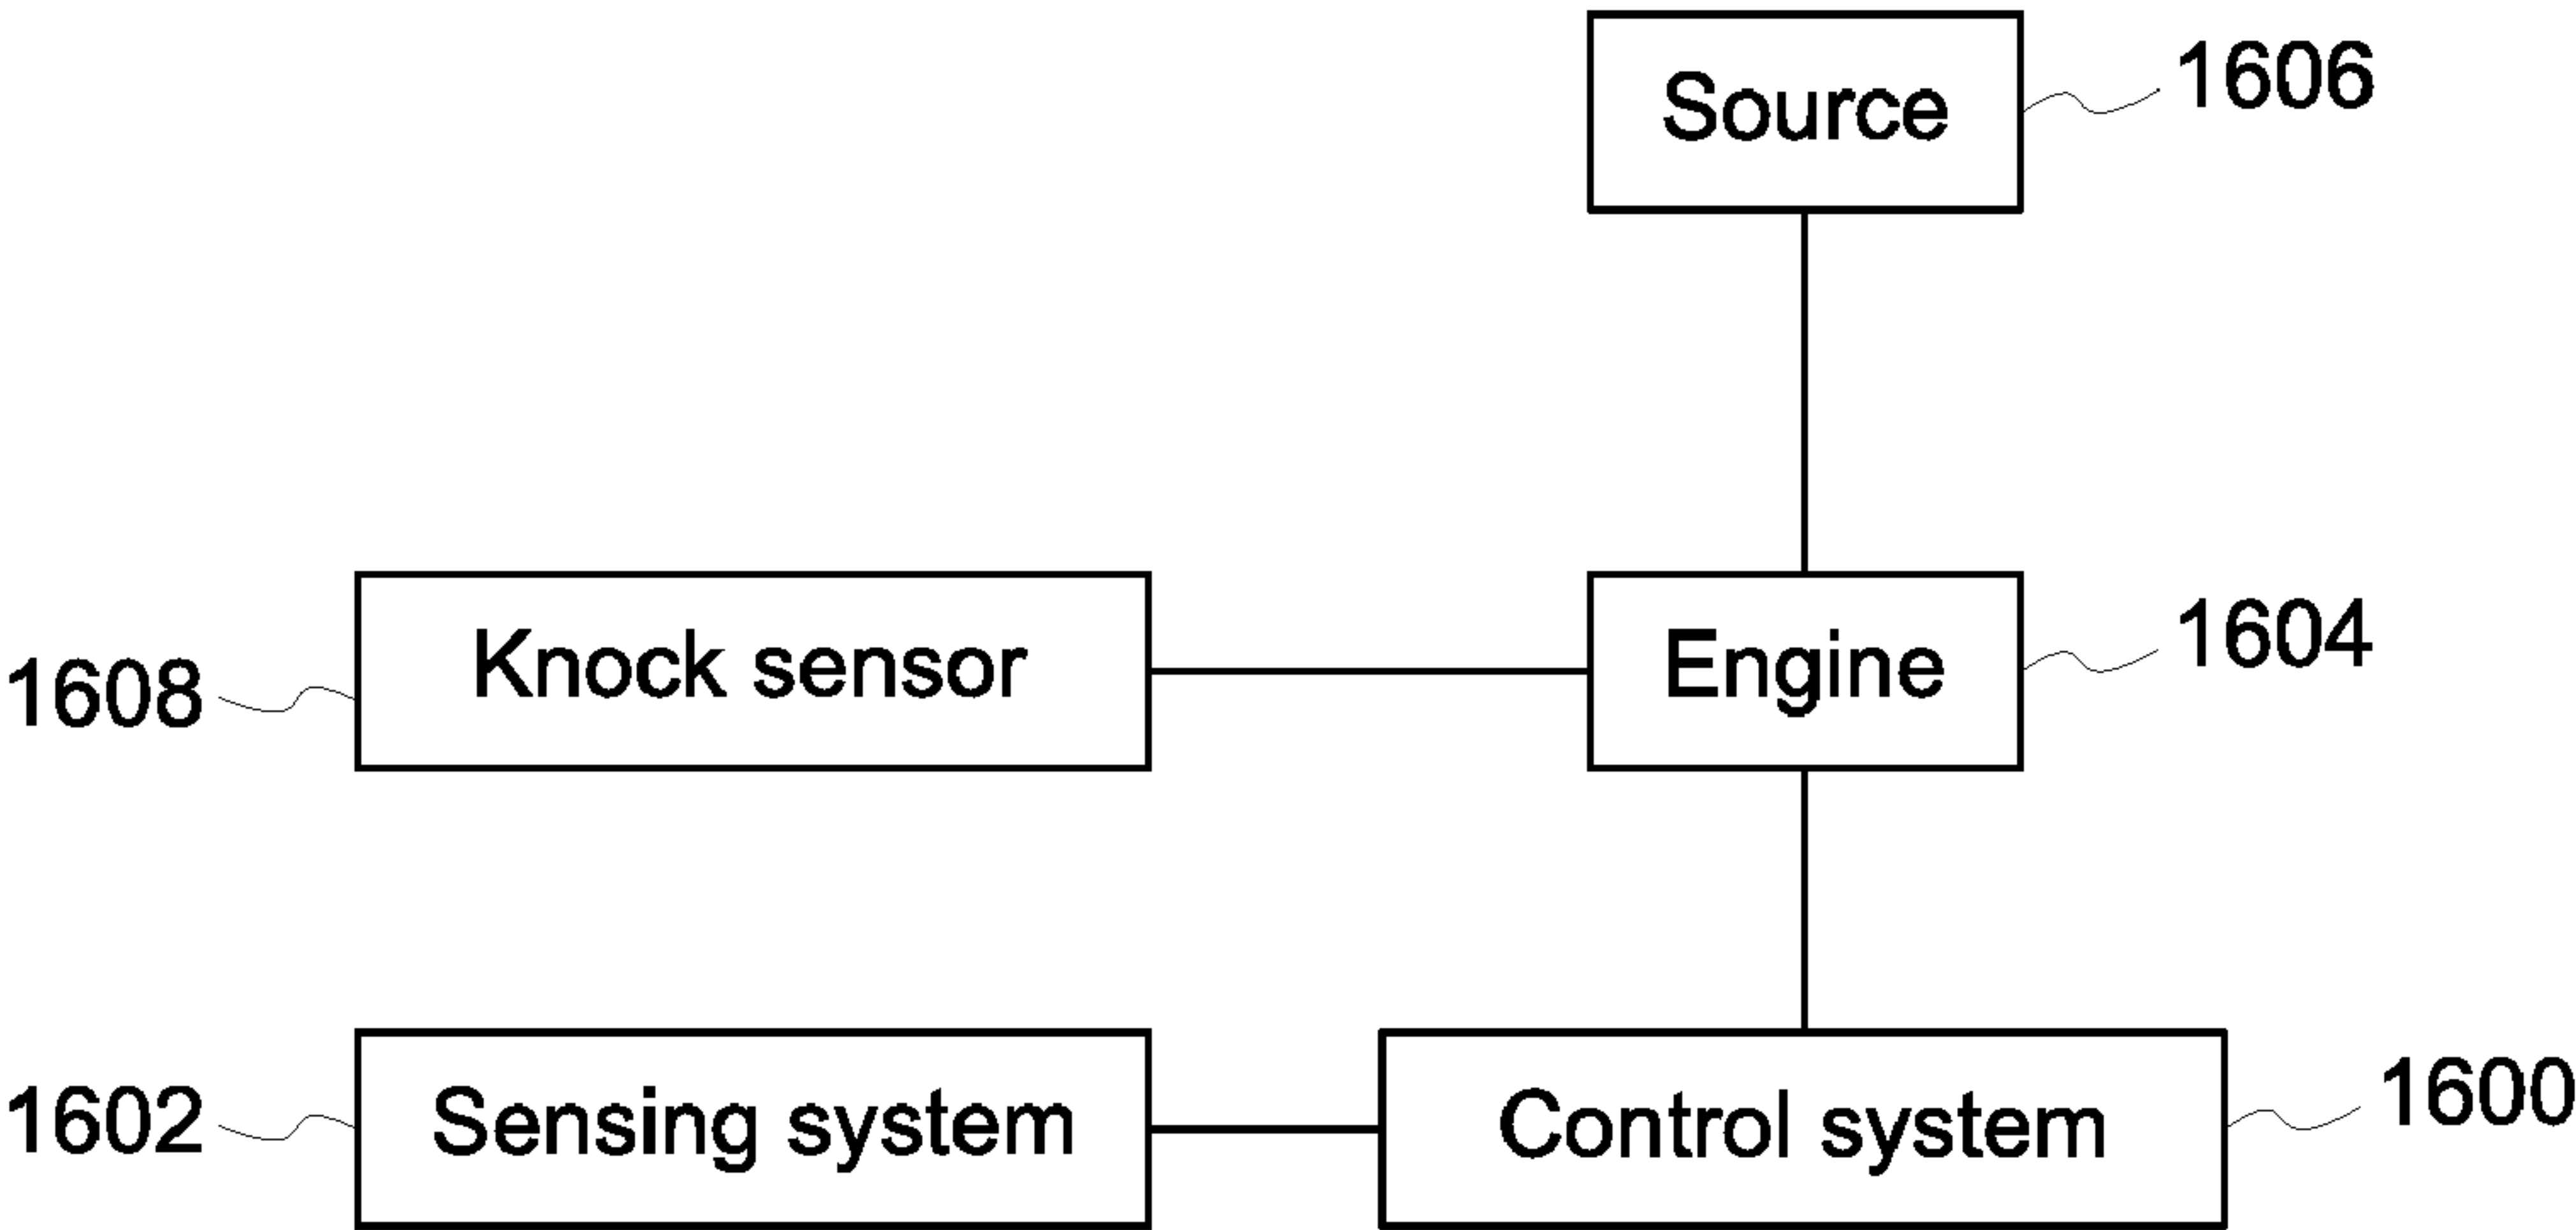 Source
1606
Knock sensor
Engine
1604
1608
Sensing system
Control system
1600
1602